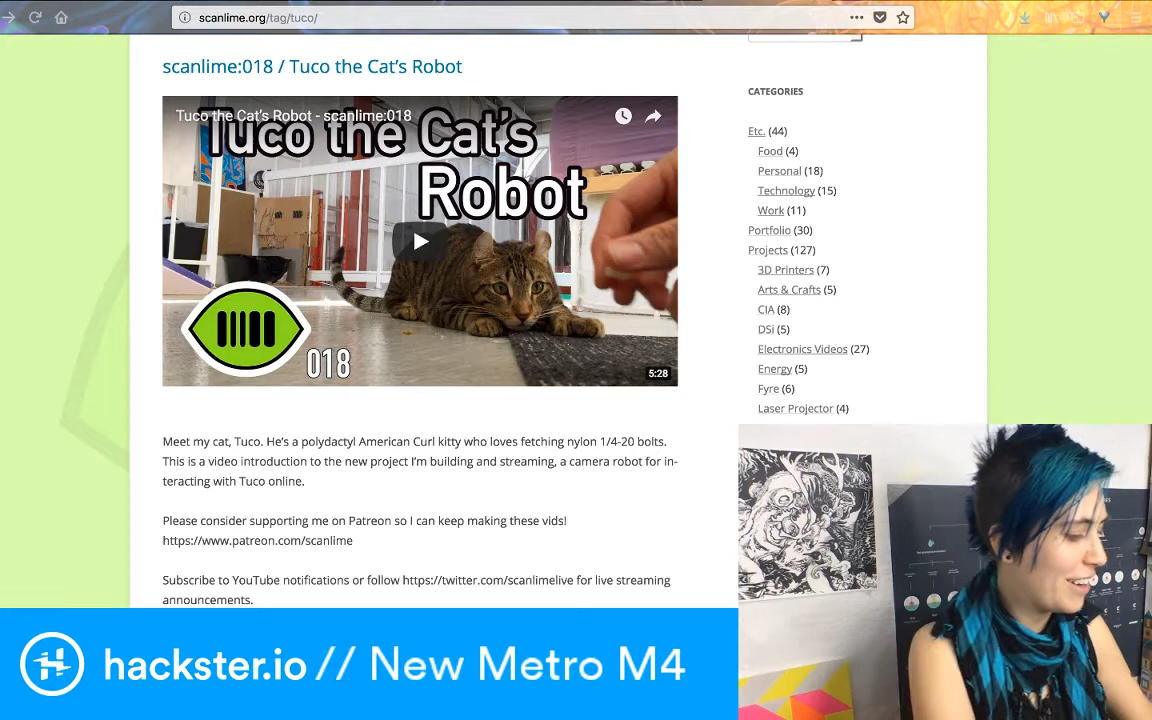 scanlime.org/tag/tuco/
scanlime:018 / Tuco the Cat's Robot
Tuco the Cat's Robot - scanlime:018
Tuco the Cat's
Robot
018
5:28
Meet my cat, Tuco. He's a polydactyl American Curl kitty who loves fetching nylon 1/4-20 bolts.
This is a video introduction to the new project I'm building and streaming, a camera robot for in-
teracting with Tuco online.
Please consider supporting me on Patreon so I can keep making these vids!
https://www.patreon.com/scanlime
Subscribe to YouTube notifications or follow https://twitter.com/scanlimelive for live streaming
announcements.
CATEGORIES
Etc. (44)
Food (4)
Personal (18)
Technology (15)
Work (11)
Portfolio (30)
Projects (127)
3D Printers (7)
Arts & Crafts (5)
CIA (8)
DSi (5)
Electronics Videos (27)
Energy (5)
Fyre (6)
Laser Projector (4)
hackster.io // New Metro M4